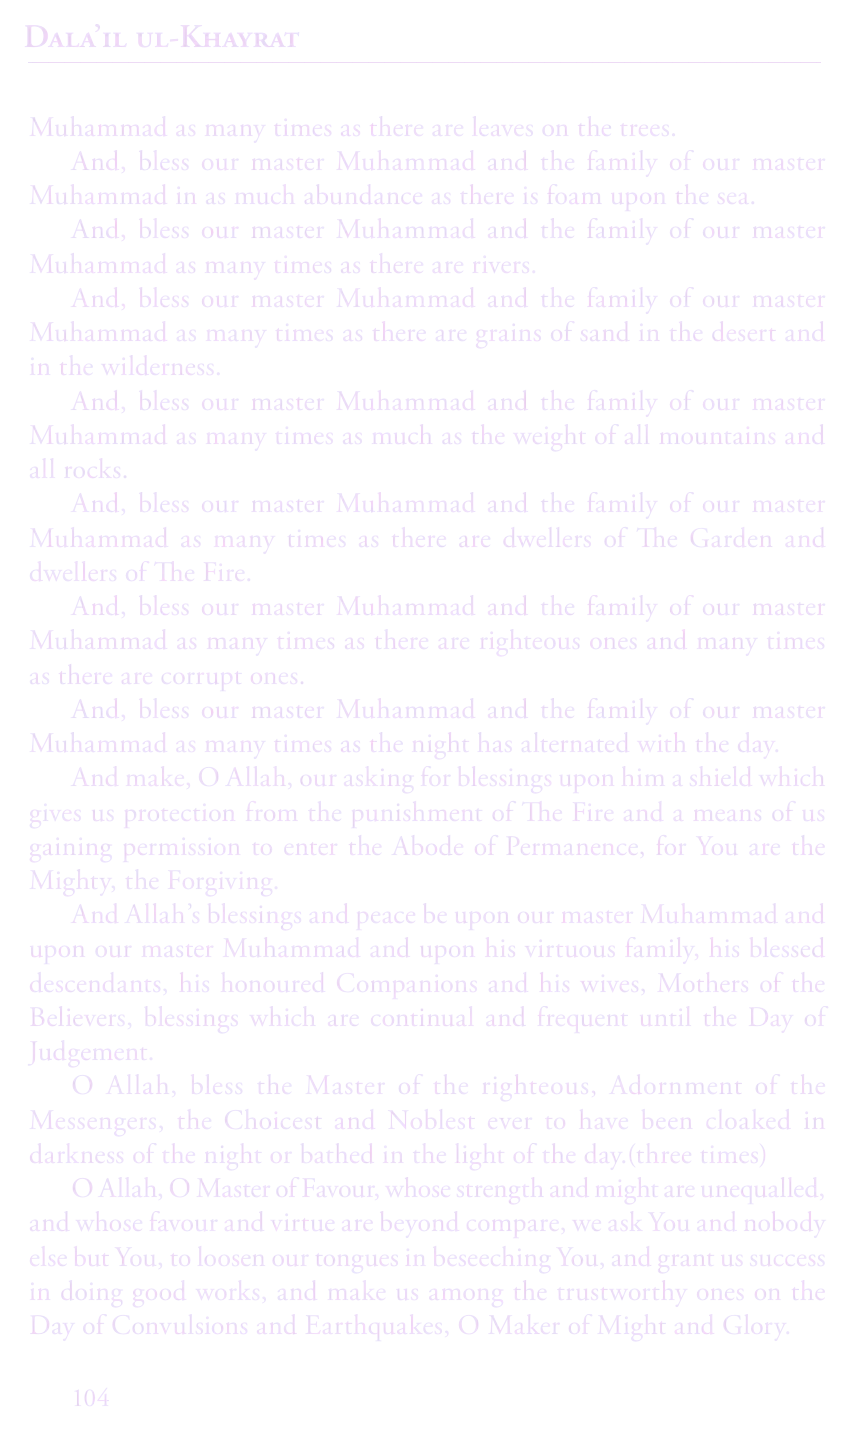 Dala’il ul-Khayrat
Muhammad as many times as there are leaves on the trees.
And, bless our master Muhammad and the family of our master
Muhammad in as much abundance as there is foam upon the sea.
And, bless our master Muhammad and the family of our master
Muhammad as many times as there are rivers.
And, bless our master Muhammad and the family of our master
Muhammad as many times as there are grains of sand in the desert and
in the wilderness.
And, bless our master Muhammad and the family of our master
Muhammad as many times as much as the weight of all mountains and
all rocks.
And, bless our master Muhammad and the family of our master
Muhammad as many times as there are dwellers of The Garden and
dwellers of The Fire.
And, bless our master Muhammad and the family of our master
Muhammad as many times as there are righteous ones and many times
as there are corrupt ones.
And, bless our master Muhammad and the family of our master
Muhammad as many times as the night has alternated with the day.
And make, O Allah, our asking for blessings upon him a shield which
gives us protection from the punishment of The Fire and a means of us
gaining permission to enter the Abode of Permanence, for You are the
Mighty, the Forgiving.
And Allah’s blessings and peace be upon our master Muhammad and
upon our master Muhammad and upon his virtuous family, his blessed
descendants, his honoured Companions and his wives, Mothers of the
Believers, blessings which are continual and frequent until the Day of
Judgement.
O Allah, bless the Master of the righteous, Adornment of the
Messengers, the Choicest and Noblest ever to have been cloaked in
darkness of the night or bathed in the light of the day.(three times)
O Allah, O Master of Favour, whose strength and might are unequalled,
and whose favour and virtue are beyond compare, we ask You and nobody
else but You, to loosen our tongues in beseeching You, and grant us success
in doing good works, and make us among the trustworthy ones on the
Day of Convulsions and Earthquakes, O Maker of Might and Glory.
104